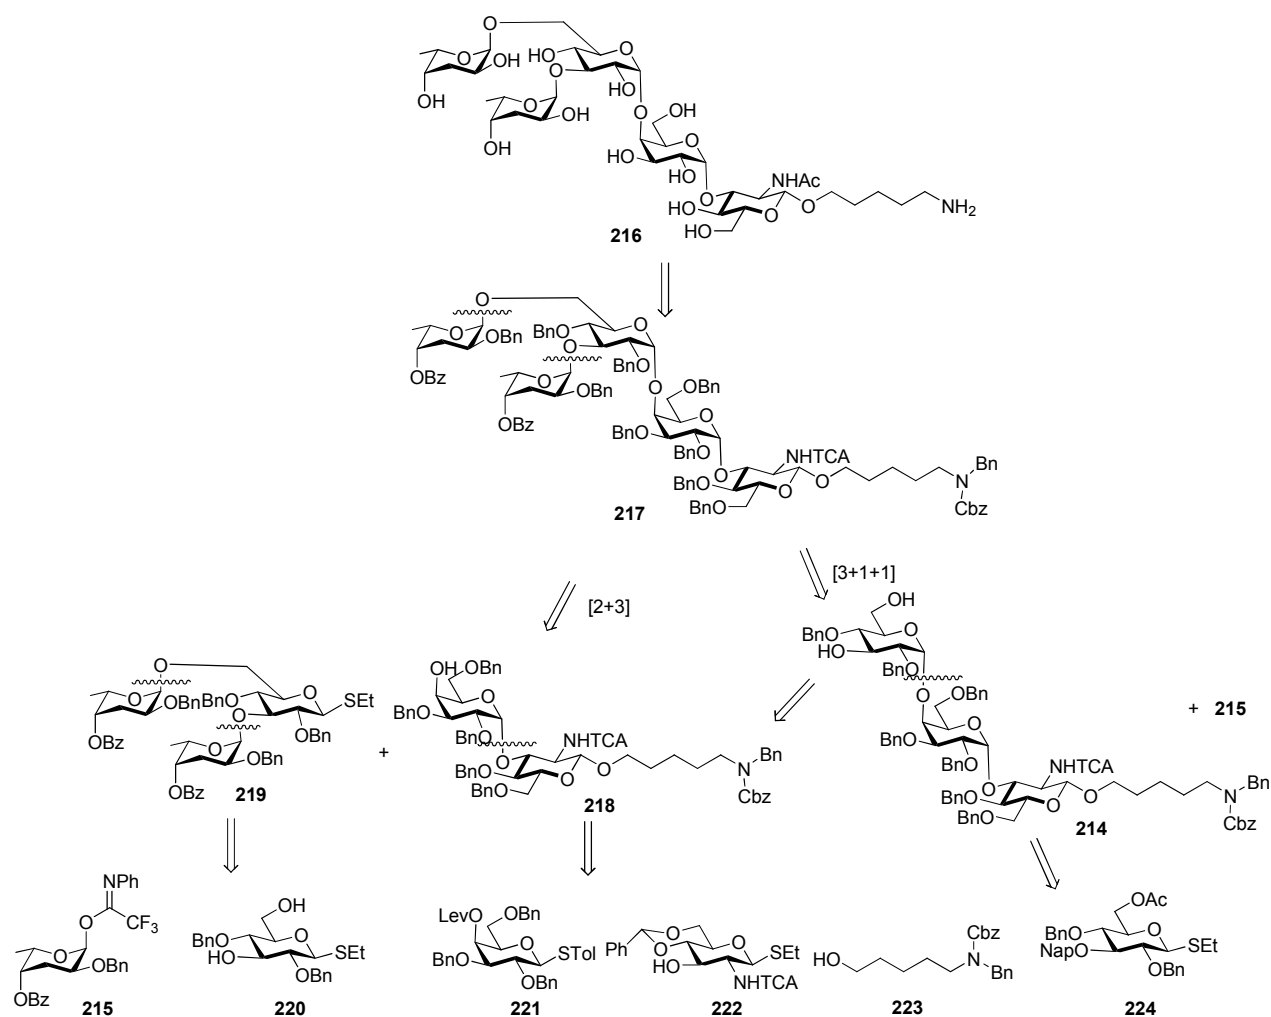 O
O
O
OH
HO
O
OH
HO
O
O
OH
OH
O
OH
O
HO
HO
O
NHAc
HO
O
O
NH2
HO
216
O
O
OBn
BnO
O
O
BnO
OBz
O
OBn
O
OBn
OBz
O
BnO
BnO
O
NHTCA
BnO
O
O
N
Bn
BnO
Cbz
217
[3+1+1]
[2+3]
OH
BnO
O
HO
BnO
O
O
OBn
O
BnO
BnO
O
NHTCA
BnO
O
O
N
Bn
BnO
Cbz
214
+ 215
O
O
OBn
BnO
O
SEt
O
OBn
OBz
O
OBn
OBz
219
+
OH
OBn
O
BnO
BnO
O
NHTCA
BnO
O
O
N
Bn
BnO
Cbz
218
NPh
O
CF3
O
OBn
OBz
215
OH
BnO
O
HO
SEt
OBn
220
LevO
OBn
O
BnO
STol
OBn
221
Ph
O
O
O
HO
SEt
NHTCA
222
HO
Cbz
N
Bn
223
OAc
BnO
O
NapO
SEt
OBn
224